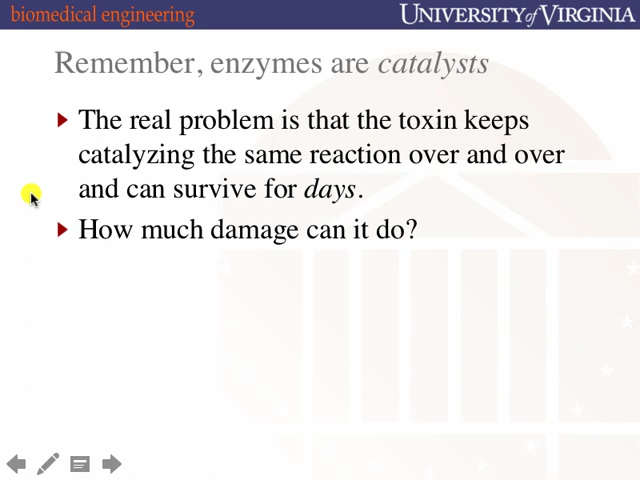 biomedical engineering
UNIVERSITY of VIRGINIA
Remember, enzymes are catalysts
The real problem is that the toxin keeps
catalyzing the same reaction over and over
and can survive for days.
How much damage can it do?